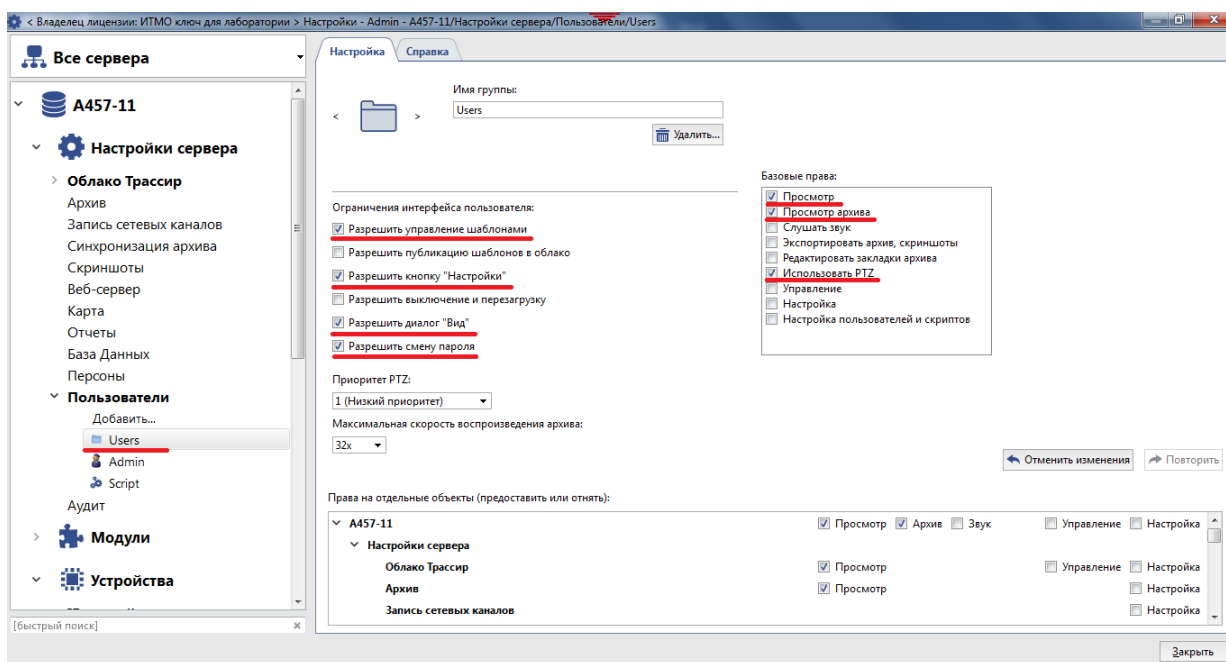 < Владелец лицензии: ИТМО ключ для лаборатории > Настройки - Admin - A457-11/Настройки сервера/Пользователи/Users
Все сервера
A457-11
Настройки сервера
Облако Трассир
Архив
Запись сетевых каналов
Синхронизация архива
Скриншоты
Веб-сервер
Карта
Отчеты
База Данных
Персоны
Пользователи
Добавить...
Users
Admin
Script
Аудит
Модули
Устройства
[быстрый поиск]
Настройка Справка
Имя группы:
< > Users
Удалить...
Ограничения интерфейса пользователя:
Разрешить управление шаблонами
Разрешить публикацию шаблонов в облако
Разрешить кнопку "Настройки"
Разрешить выключение и перезагрузку
Разрешить диалог "Вид"
Разрешить смену пароля
Приоритет PTZ:
1 (Низкий приоритет)
Максимальная скорость воспроизведения архива:
32x
Базовые права:
Просмотр
Просмотр архива
Слушать звук
Экспортировать архив, скриншоты
Редактировать закладки архива
Использовать PTZ
Управление
Настройка
Настройка пользователей и скриптов
Отменить изменения Повторить
Права на отдельные объекты (предоставить или отнять):
A457-11 Просмотр Архив Звук Управление Настройка
Настройки сервера
Облако Трассир Просмотр Управление Настройка
Архив Просмотр Настройка
Запись сетевых каналов Настройка
Закрыть